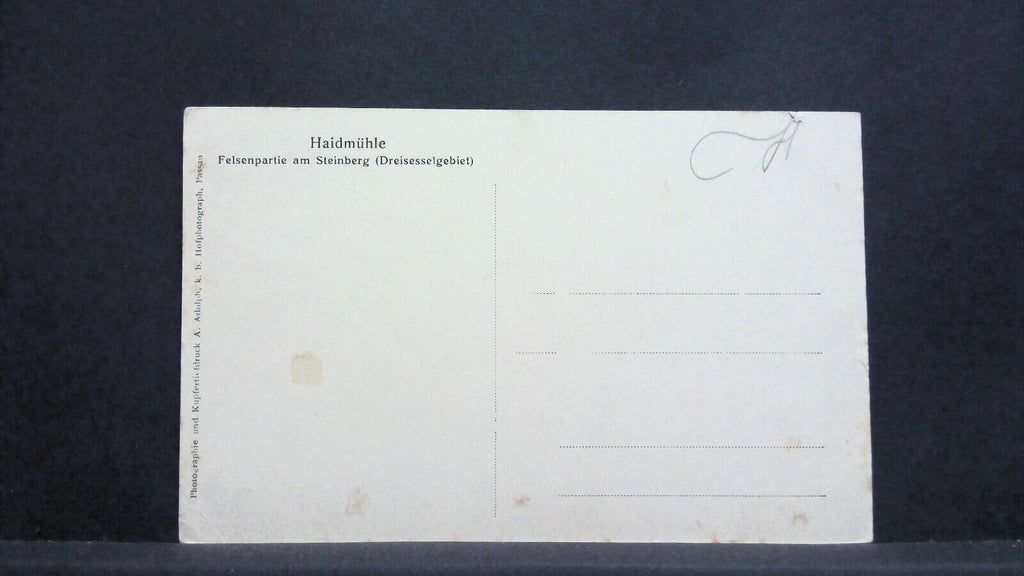 Haidmühle
Felsenpartie am Steinberg (Dreisesselgebiet)
Photographie und Kupfertiefdruck A. Adolph, k. b. Hofphotograph, Passau